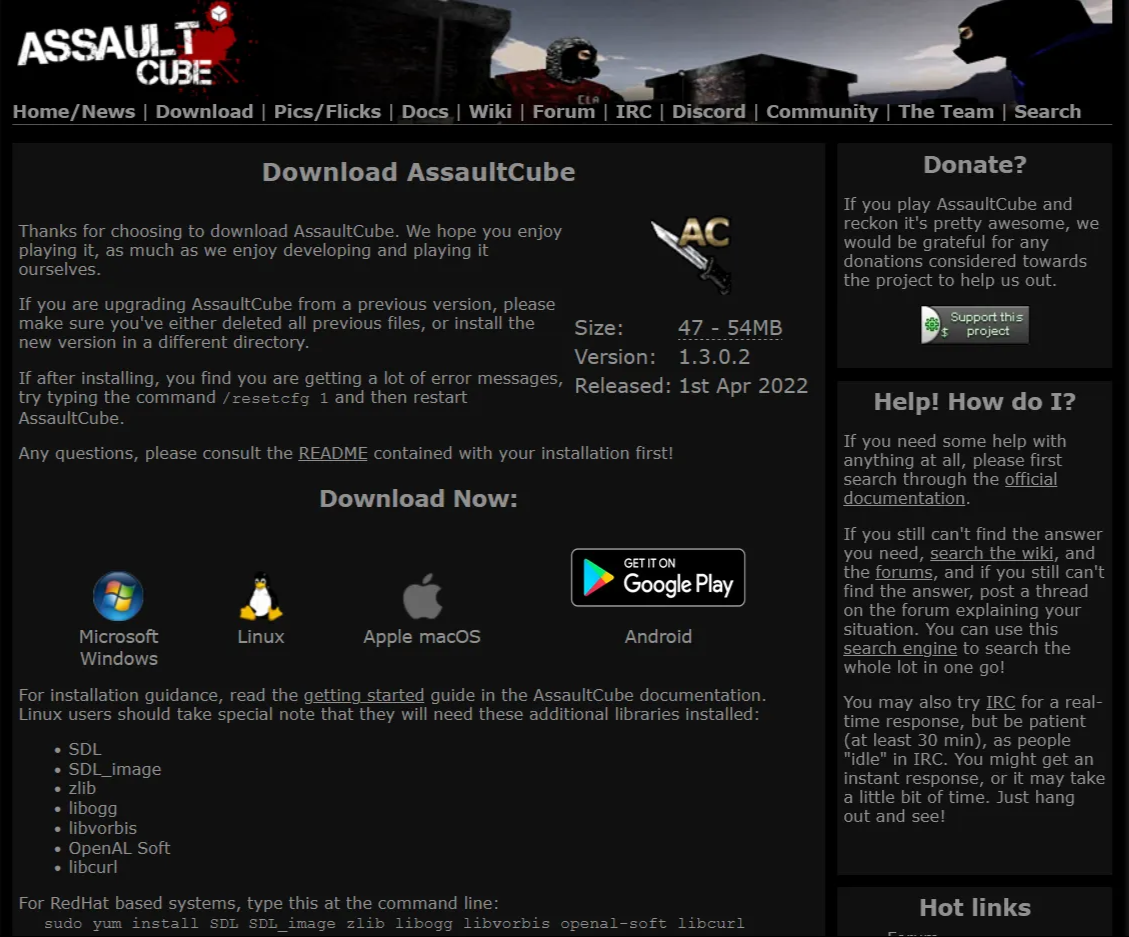 ASSAULT
CUBE
CLA
Home/News | Download | Pics/Flicks | Docs | Wiki | Forum | IRC | Discord | Community | The Team | Search
Download AssaultCube
Thanks for choosing to download AssaultCube. We hope you enjoy
playing it, as much as we enjoy developing and playing it
ourselves.
If you are upgrading AssaultCube from a previous version, please
make sure you've either deleted all previous files, or install the
new version in a different directory.
If after installing, you find you are getting a lot of error messages,
try typing the command /resetcfg 1 and then restart
AssaultCube.
AC
Size: 47 - 54MB
Version: 1.3.0.2
Released: 1st Apr 2022
Any questions, please consult the README contained with your installation first!
Download Now:
Microsoft
Windows
Linux
Apple macOS
GET IT ON
Google Play
Android
For installation guidance, read the getting started guide in the AssaultCube documentation.
Linux users should take special note that they will need these additional libraries installed:
• SDL
• SDL_image
• zlib
• libogg
• libvorbis
• OpenAL Soft
• libcurl
For RedHat based systems, type this at the command line:
sudo yum install SDL SDL_image zlib libogg libvorbis openal-soft libcurl
Donate?
If you play AssaultCube and
reckon it's pretty awesome, we
would be grateful for any
donations considered towards
the project to help us out.
$ Support this
project
Help! How do I?
If you need some help with
anything at all, please first
search through the official
documentation.
If you still can't find the answer
you need, search the wiki, and
the forums, and if you still can't
find the answer, post a thread
on the forum explaining your
situation. You can use this
search engine to search the
whole lot in one go!
You may also try IRC for a real-
time response, but be patient
(at least 30 min), as people
"idle" in IRC. You might get an
instant response, or it may take
a little bit of time. Just hang
out and see!
Hot links
Forum